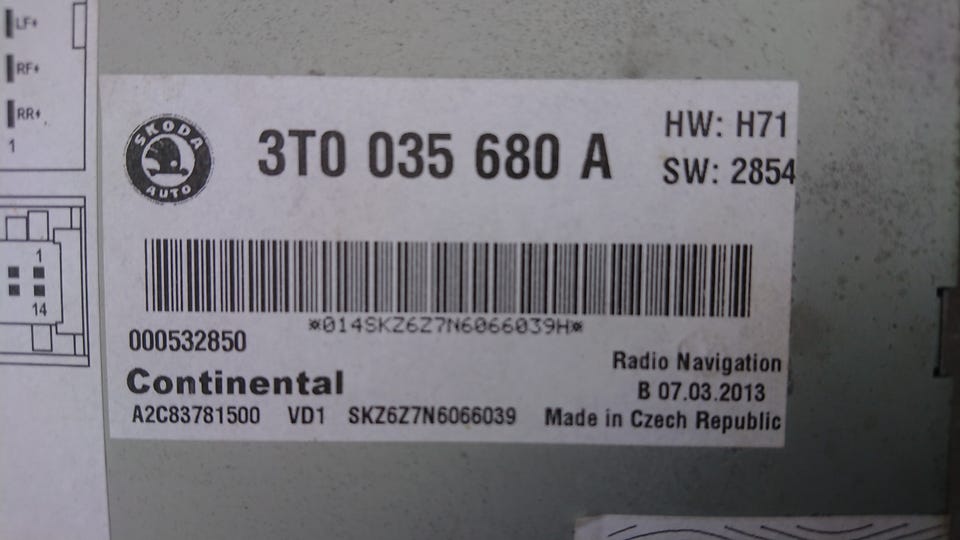 LF+
RF+
RR+
1
SKODA
AUTO
3T0 035 680 A
HW: H71
SW: 2854
*014SKZ6Z7N6066039H*
000532850
Continental
A2C83781500 VD1 SKZ6Z7N6066039
Radio Navigation
B 07.03.2013
Made in Czech Republic
1
14